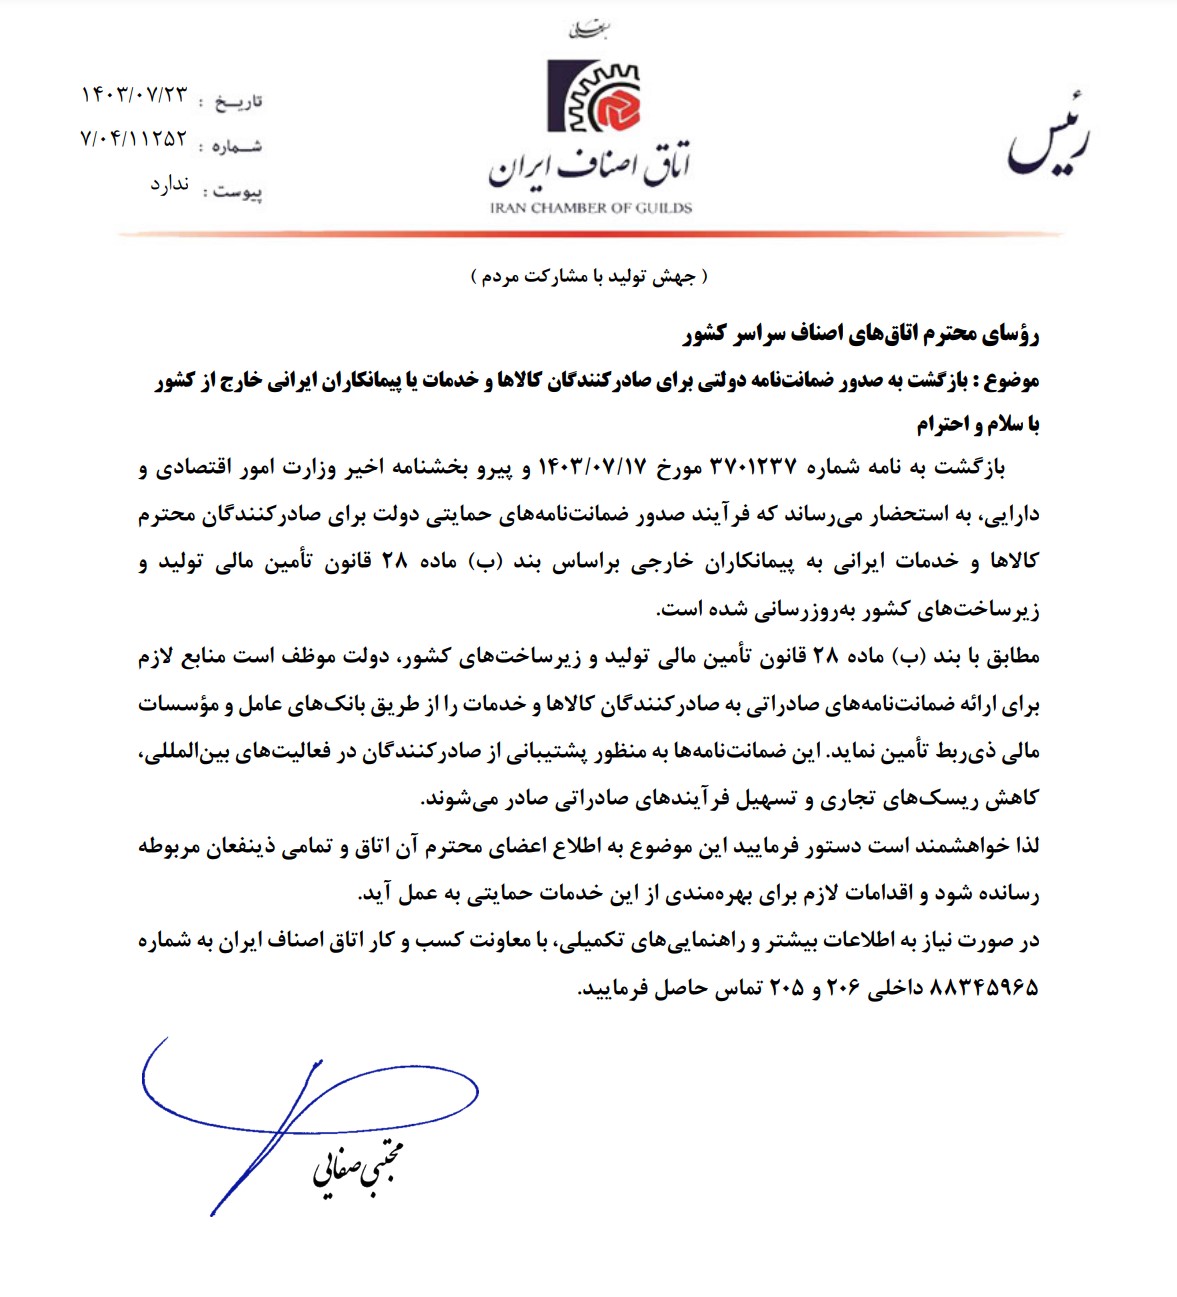 بسمه‌تعالی
رئیس
اتاق اصناف ایران
IRAN CHAMBER OF GUILDS
تاریخ : ۱۴۰۳/۰۷/۲۳
شماره : ۷/۰۴/۱۱۲۵۲
پیوست : ندارد
( جهش تولید با مشارکت مردم )
رؤسای محترم اتاق‌های اصناف سراسر کشور
موضوع : بازگشت به صدور ضمانت‌نامه دولتی برای صادرکنندگان کالاها و خدمات یا پیمانکاران ایرانی خارج از کشور
با سلام و احترام
بازگشت به نامه شماره ۳۷۰۱۲۳۷ مورخ ۱۴۰۳/۰۷/۱۷ و پیرو بخشنامه اخیر وزارت امور اقتصادی و
دارایی، به استحضار می‌رساند که فرآیند صدور ضمانت‌نامه‌های حمایتی دولت برای صادرکنندگان محترم
کالاها و خدمات ایرانی به پیمانکاران خارجی براساس بند (ب) ماده ۲۸ قانون تأمین مالی تولید و
زیرساخت‌های کشور به‌روزرسانی شده است.
مطابق با بند (ب) ماده ۲۸ قانون تأمین مالی تولید و زیرساخت‌های کشور، دولت موظف است منابع لازم
برای ارائه ضمانت‌نامه‌های صادراتی به صادرکنندگان کالاها و خدمات را از طریق بانک‌های عامل و مؤسسات
مالی ذی‌ربط تأمین نماید. این ضمانت‌نامه‌ها به منظور پشتیبانی از صادرکنندگان در فعالیت‌های بین‌المللی،
کاهش ریسک‌های تجاری و تسهیل فرآیندهای صادراتی صادر می‌شوند.
لذا خواهشمند است دستور فرمایید این موضوع به اطلاع اعضای محترم آن اتاق و تمامی ذینفعان مربوطه
رسانده شود و اقدامات لازم برای بهره‌مندی از این خدمات حمایتی به عمل آید.
در صورت نیاز به اطلاعات بیشتر و راهنمایی‌های تکمیلی، با معاونت کسب و کار اتاق اصناف ایران به شماره
۸۸۳۴۵۹۶۵ داخلی ۲۰۶ و ۲۰۵ تماس حاصل فرمایید.
مجتبی صفایی